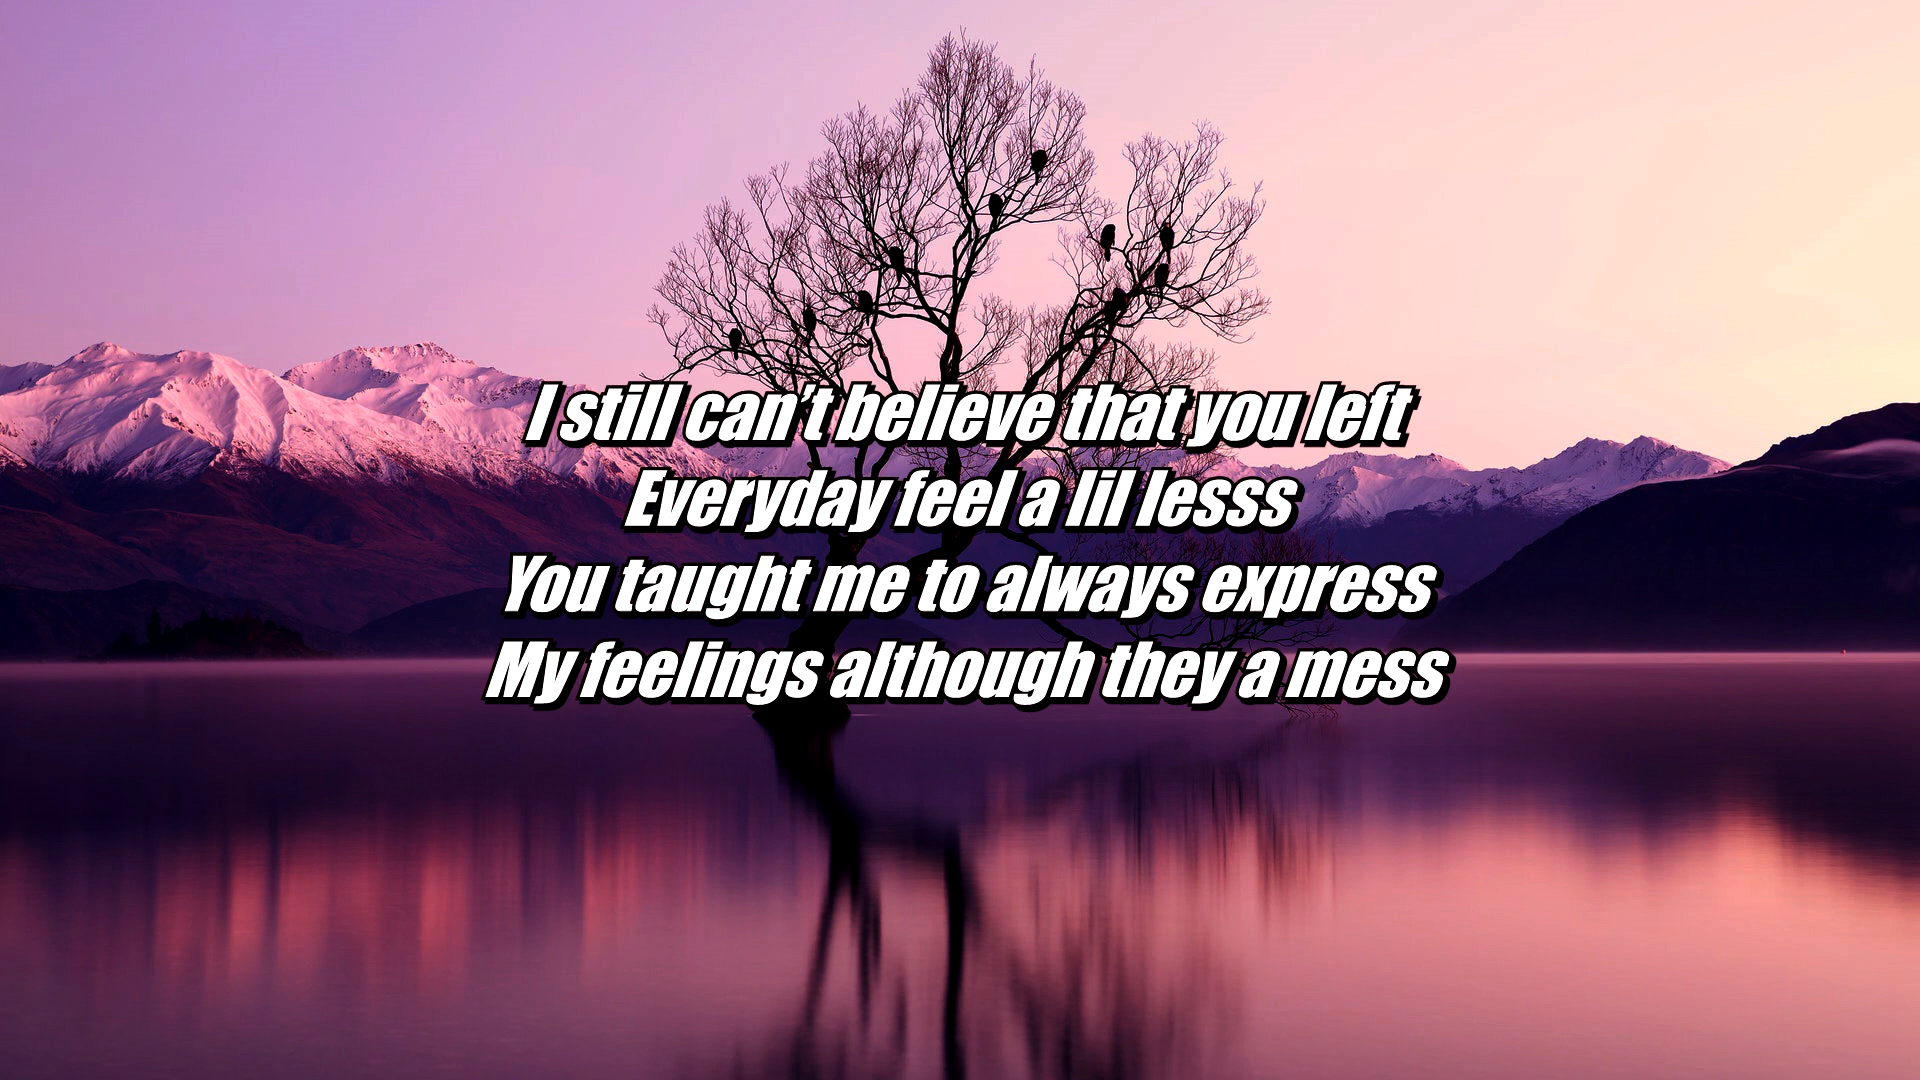 I still can't believe that you left
Everyday feel a lil lesss
You taught me to always express
My feelings although they a mess